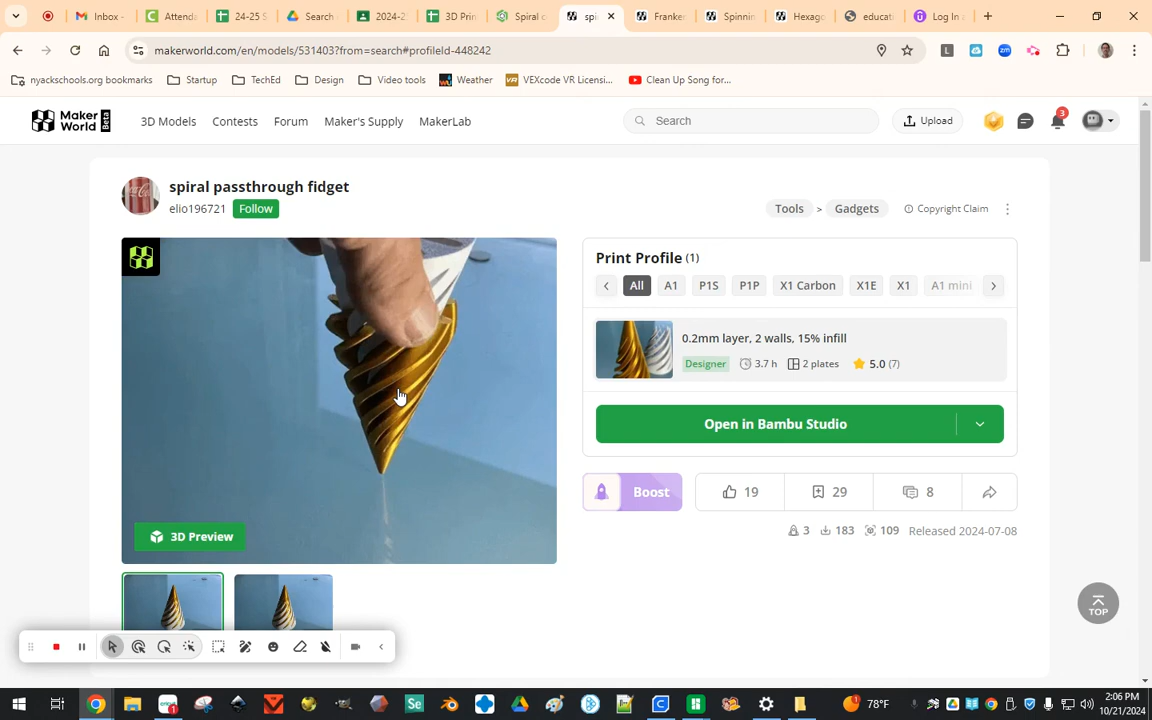 Inbox -
Attenda
24-25 S
Search
2024-2
3D Prin
Spiral c
spi
Franker
Spinnin
Hexago
educati
Log In
makerworld.com/en/models/531403?from=search#profileId-448242
nyackschools.org bookmarks
Startup
TechEd
Design
Video tools
Weather
VEXcode VR Licensi...
Clean Up Song for...
Maker World Beta
3D Models
Contests
Forum
Maker's Supply
MakerLab
Search
Upload
3
spiral passthrough fidget
elio196721
Follow
Tools > Gadgets
Copyright Claim
3D Preview
Print Profile (1)
All
A1
P1S
P1P
X1 Carbon
X1E
X1
A1 mini
0.2mm layer, 2 walls, 15% infill
Designer
3.7 h
2 plates
5.0 (7)
Open in Bambu Studio
Boost
19
29
8
3
183
109
Released 2024-07-08
TOP
78°F
2:06 PM
10/21/2024